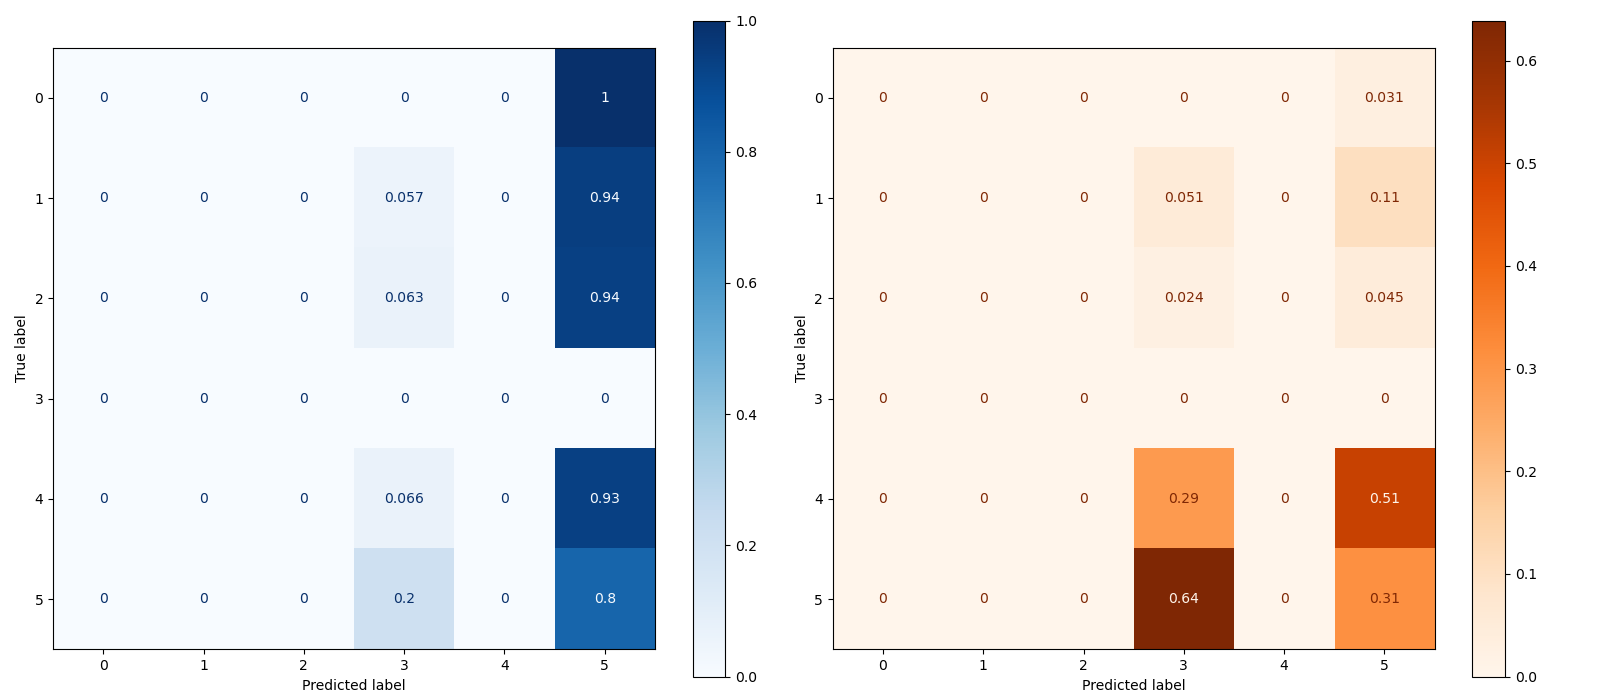 1.0
0 0 0 0 0 0 1
0 0 0 0 0 0 0.031
0.6
0.8
1 0 0 0 0.057 0 0.94
1 0 0 0 0.051 0 0.11
0.5
0.6
2 0 0 0 0.063 0 0.94
2 0 0 0 0.024 0 0.045
0.4
True label
True label
0.3
3 0 0 0 0 0 0
3 0 0 0 0 0 0
0.4
0.2
4 0 0 0 0.066 0 0.93
4 0 0 0 0.29 0 0.51
0.2
0.1
5 0 0 0 0.2 0 0.8
5 0 0 0 0.64 0 0.31
0.0
0.0
0 1 2 3 4 5
0 1 2 3 4 5
Predicted label
Predicted label